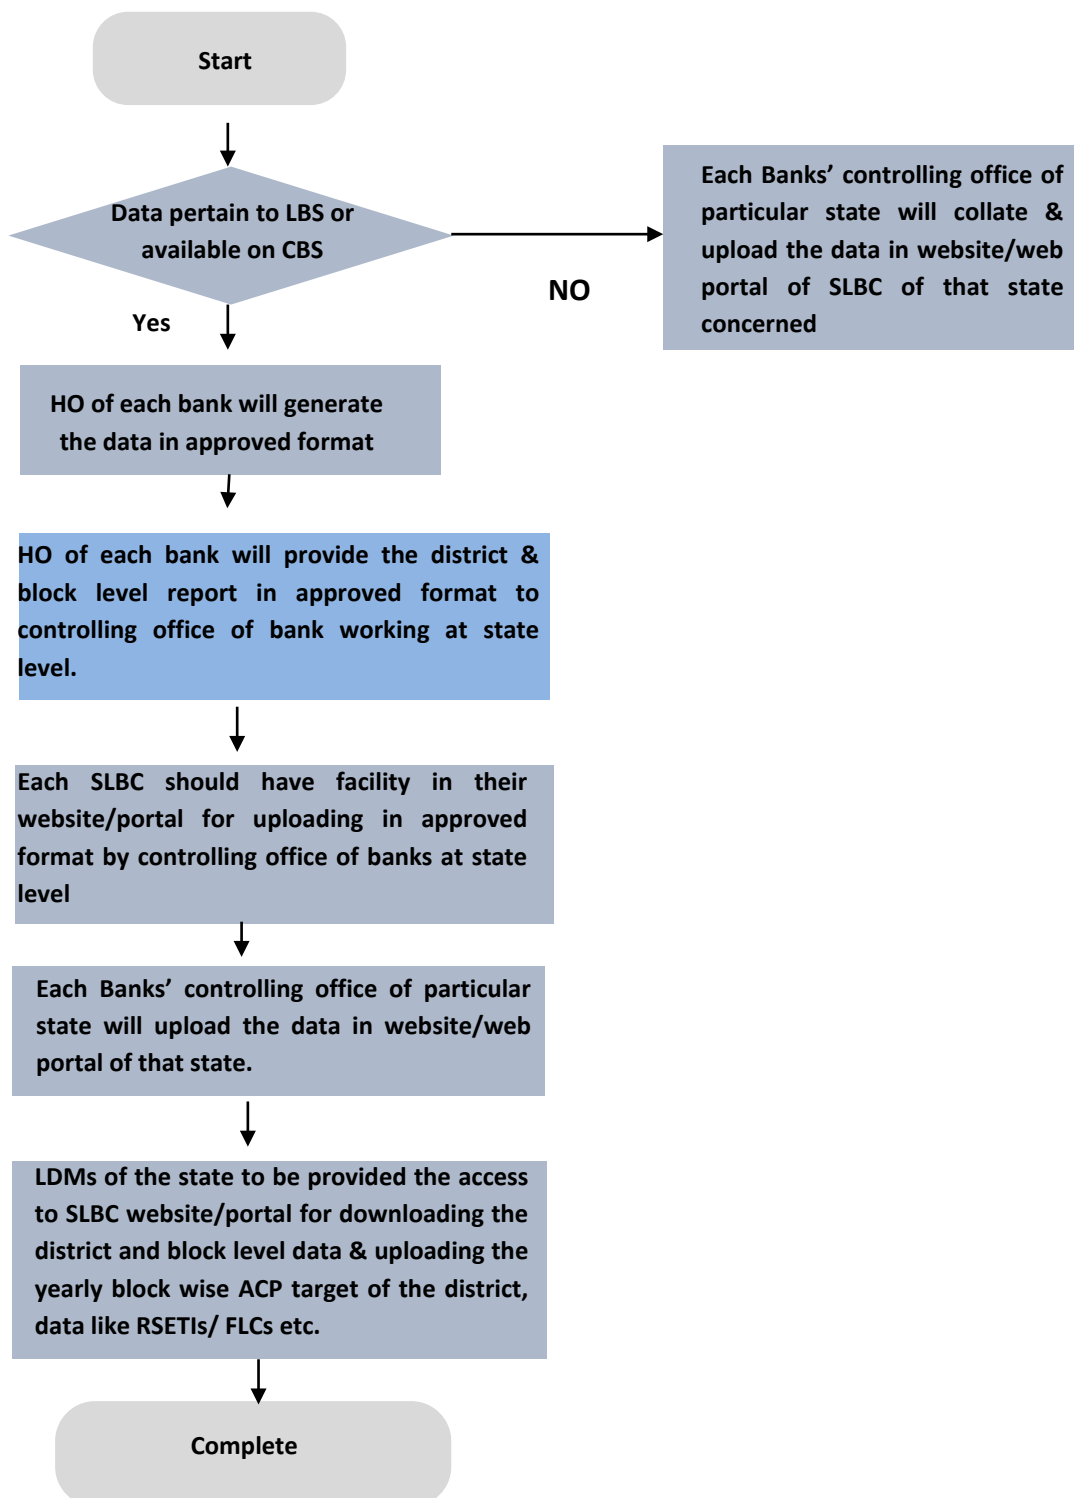 Start
Data pertain to LBS or
available on CBS
Each Banks’ controlling office of
particular state will collate &
upload the data in website/web
portal of SLBC of that state
concerned
NO
Yes
HO of each bank will generate
the data in approved format
HO of each bank will provide the district &
block level report in approved format to
controlling office of bank working at state
level.
Each SLBC should have facility in their
website/portal for uploading in approved
format by controlling office of banks at state
level
Each Banks’ controlling office of particular
state will upload the data in website/web
portal of that state.
LDMs of the state to be provided the access
to SLBC website/portal for downloading the
district and block level data & uploading the
yearly block wise ACP target of the district,
data like RSETIs/ FLCs etc.
Complete